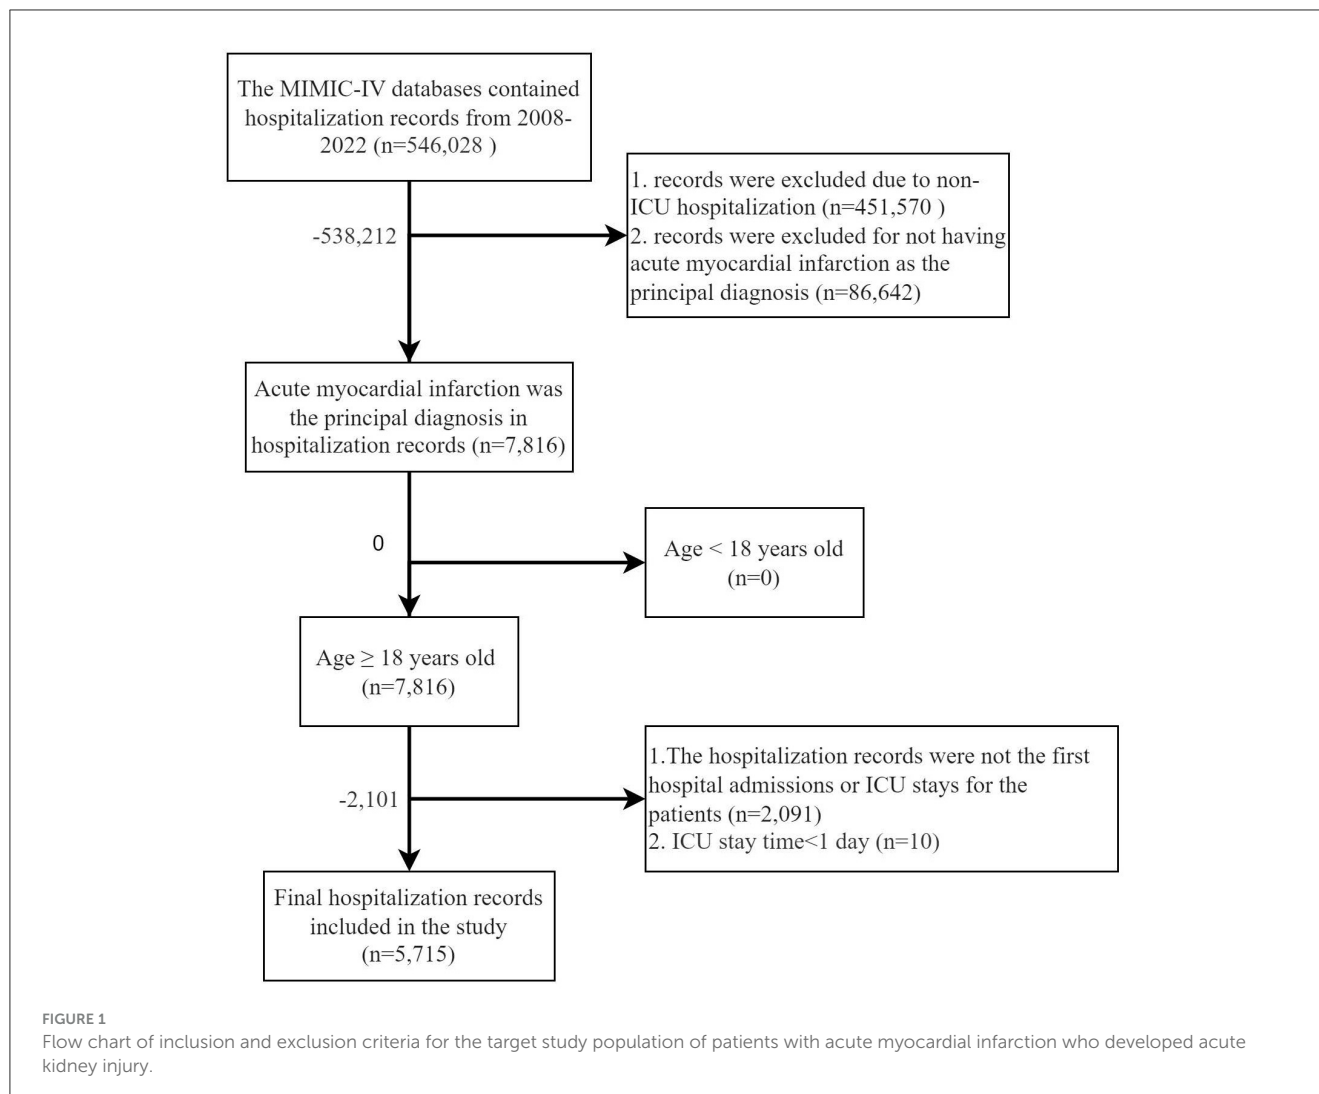 The MIMIC-IV databases contained
hospitalization records from 2008-
2022 (n=546,028 )
1. records were excluded due to non-
ICU hospitalization (n=451,570 )
2. records were excluded for not having
acute myocardial infarction as the
principal diagnosis (n=86,642)
-538,212
Acute myocardial infarction was
the principal diagnosis in
hospitalization records (n=7,816)
0
Age < 18 years old
(n=0)
Age ≥ 18 years old
(n=7,816)
1.The hospitalization records were not the first
hospital admissions or ICU stays for the
patients (n=2,091)
2. ICU stay time<1 day (n=10)
-2,101
Final hospitalization records
included in the study
(n=5,715)
FIGURE 1
Flow chart of inclusion and exclusion criteria for the target study population of patients with acute myocardial infarction who developed acute
kidney injury.